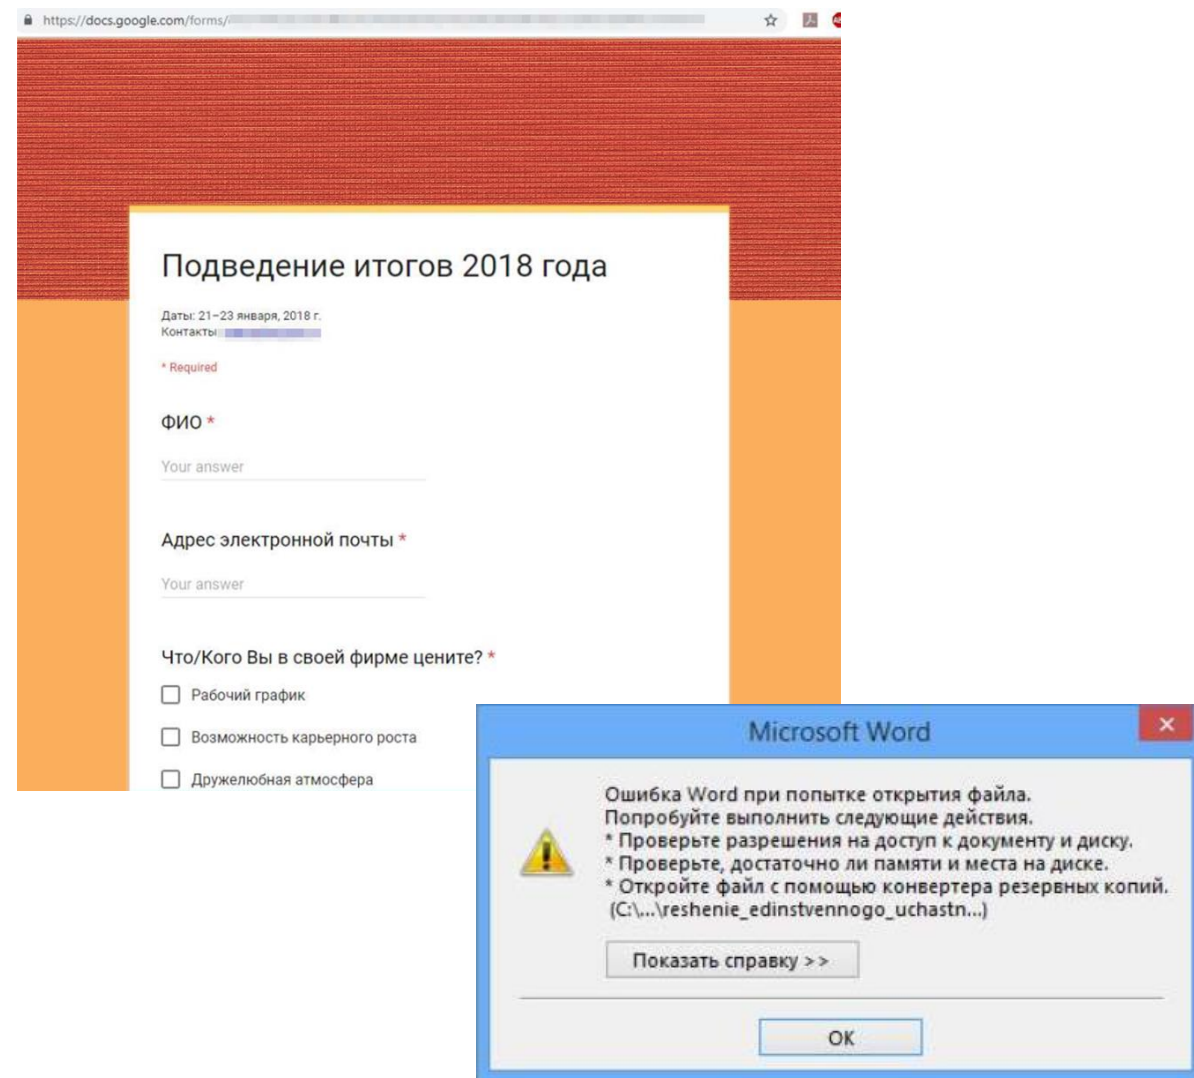 https://docs.google.com/forms/
Подведение итогов 2018 года
Даты: 21–23 января, 2018 г.
Контакты
* Required
ФИО *
Your answer
Адрес электронной почты *
Your answer
Что/Кого Вы в своей фирме цените? *
Рабочий график
Возможность карьерного роста
Дружелюбная атмосфера
Microsoft Word
Ошибка Word при попытке открытия файла.
Попробуйте выполнить следующие действия.
* Проверьте разрешения на доступ к документу и диску.
* Проверьте, достаточно ли памяти и места на диске.
* Откройте файл с помощью конвертера резервных копий.
(C:\...\reshenie_edinstvennogo_uchastn...)
Показать справку >>
ОК